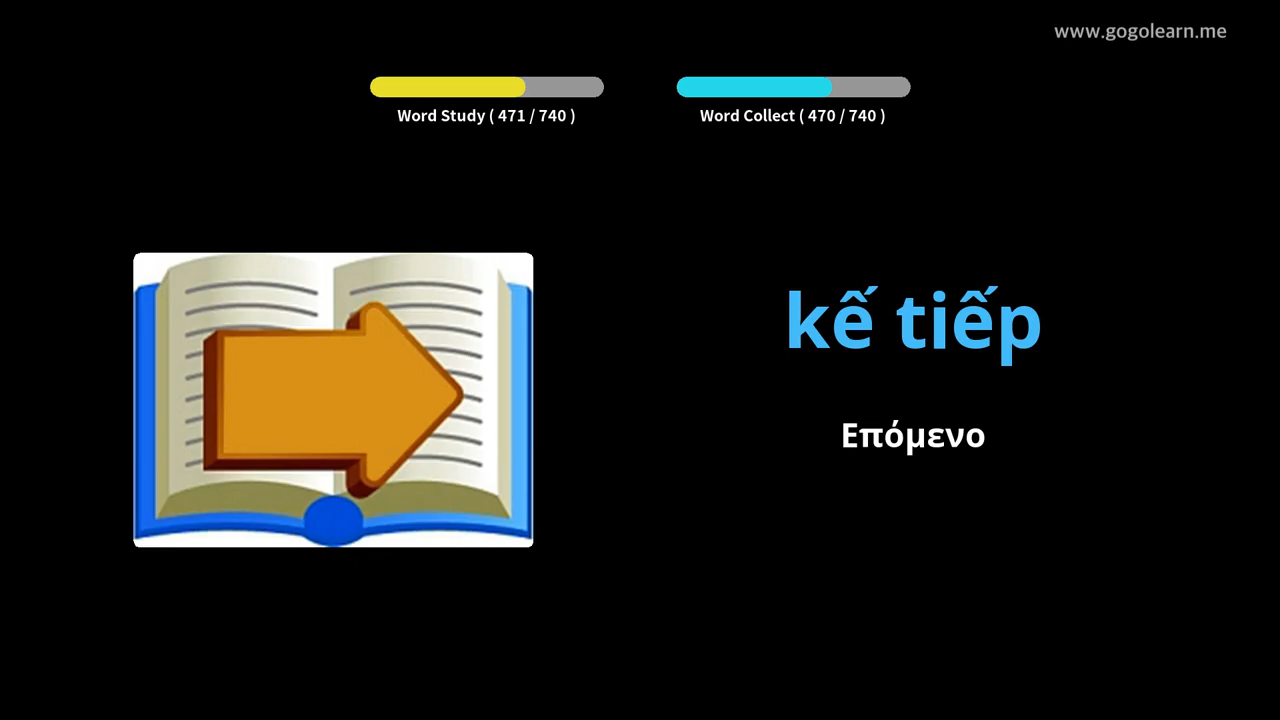 www.gogolearn.me
Word Study ( 471 / 740 )
Word Collect ( 470 / 740 )
kế tiếp
Επόμενο